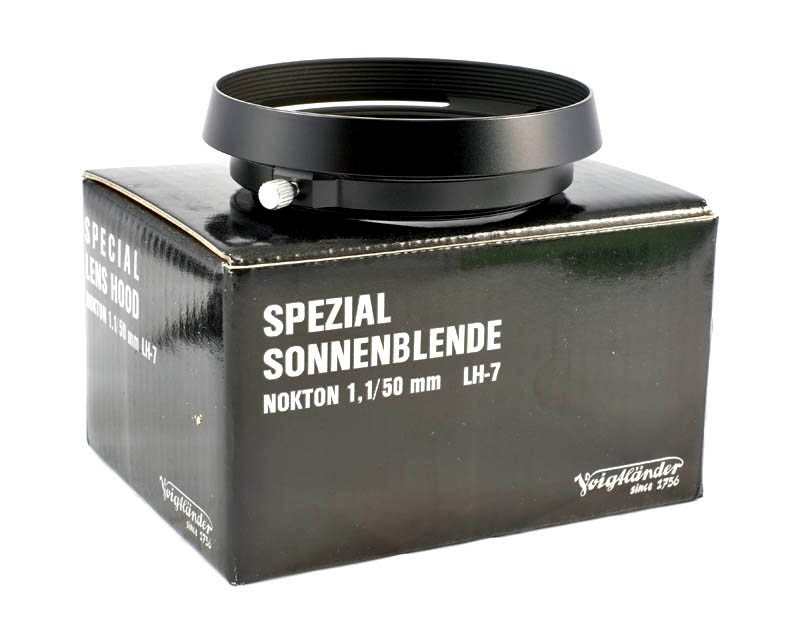 SPECIAL
LENS HOOD
NOKTON 1,1/50 mm LH-7
Voigtländer
since 1756
SPEZIAL
SONNENBLENDE
NOKTON 1,1/50 mm LH-7
Voigtländer
since 1756